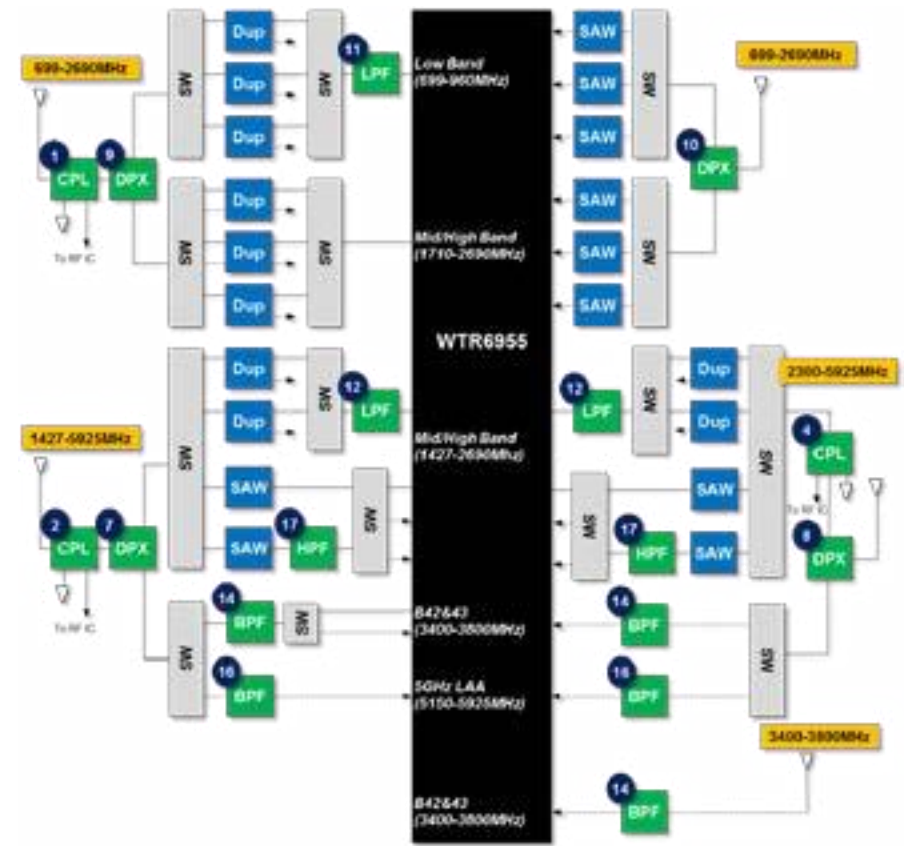 699-2690MHz
1
CPL
9
DPX
To RF IC
SW
Dup
Dup
Dup
SW
11
LPF
SW
Dup
Dup
Dup
SW
1427-5925MHz
2
CPL
7
DPX
To RF IC
SW
Dup
Dup
SAW
SAW
SW
12
LPF
17
HPF
SW
SW
14
BPF
SW
16
BPF
Low Band
(699-960MHz)
Mid/High Band
(1710-2690MHz)
WTR6955
Mid/High Band
(1427-2690Mhz)
B42&43
(3400-3800MHz)
5GHz LAA
(5150-5925MHz)
B42&43
(3400-3800MHz)
SAW
SAW
SAW
SW
699-2690MHz
10
DPX
SAW
SAW
SAW
SW
12
LPF
SW
Dup
Dup
SAW
SAW
SW
17
HPF
SW
2300-5925MHz
4
CPL
To RF IC
8
DPX
14
BPF
16
BPF
SW
3400-3800MHz
14
BPF